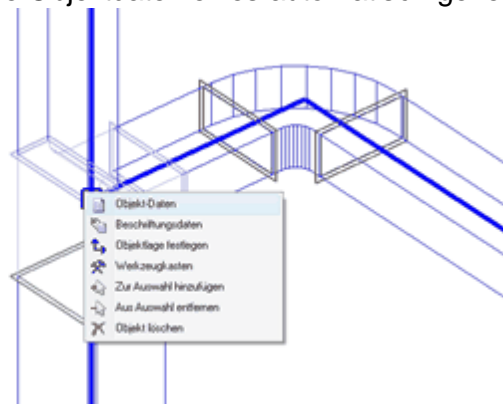 Objekt-Daten
Beschriftungsdaten
Objektlage festlegen
Werkzeugkasten
Zur Auswahl hinzufügen
Aus Auswahl entfernen
Objekt löschen